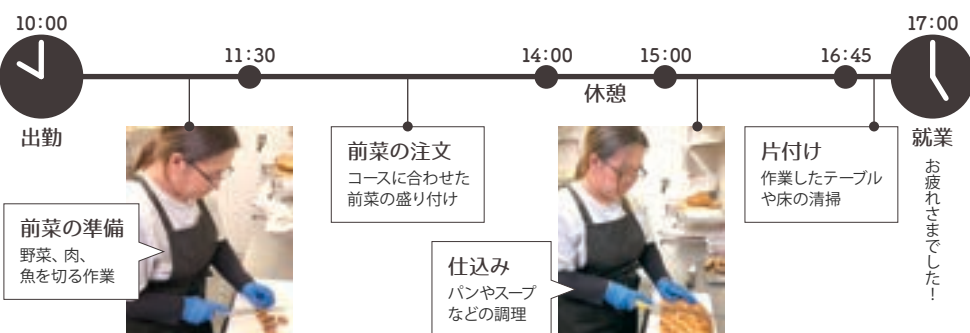 10:00
11:30
14:00
15:00
16:45
17:00
休憩
出勤
就業
お疲れさまでした!
前菜の準備
野菜、肉、
魚を切る作業
前菜の注文
コースに合わせた
前菜の盛り付け
仕込み
パンやスープ
などの調理
片付け
作業したテーブル
や床の清掃